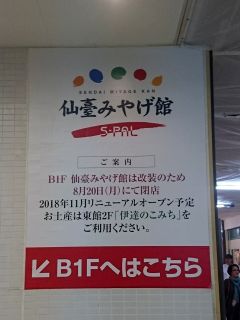 SENDAI MIYAGE KAN
仙臺みやげ館
S-PAL
ご案内
B1F 仙臺みやげ館は改装のため
8月20日(月)にて閉店
2018年11月リニューアルオープン予定
お土産は東館2F「伊達のこみち」を
ご利用ください。
B1Fへはこちら